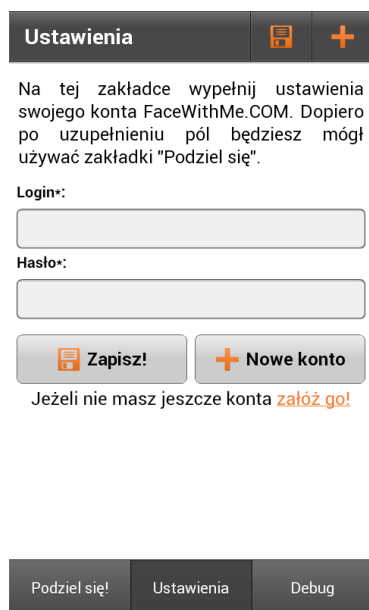 Ustawienia
Na tej zakładce wypełnij ustawienia
swojego konta FaceWithMe.COM. Dopiero
po uzupełnieniu pól będziesz mógł
używać zakładki "Podziel się".
Login*:
Hasło*:
Zapisz!
Nowe konto
Jeżeli nie masz jeszcze konta załóż go!
Podziel się!
Ustawienia
Debug